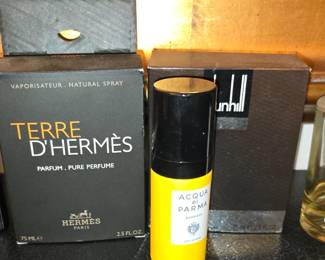 VAPORISATEUR . NATURAL SPRAY
TERRE
D'HERMÈS
PARFUM . PURE PERFUME
HERMÈS
PARIS
75 ML e
2.5 FL.OZ
dunhill
ACQUA
DI
PARMA